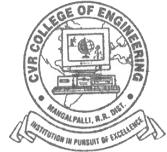 CVR COLLEGE OF ENGINEERING
MANGALPALLI, R.R. DIST.
INSTITUTION IN PURSUIT OF EXCELLENCE